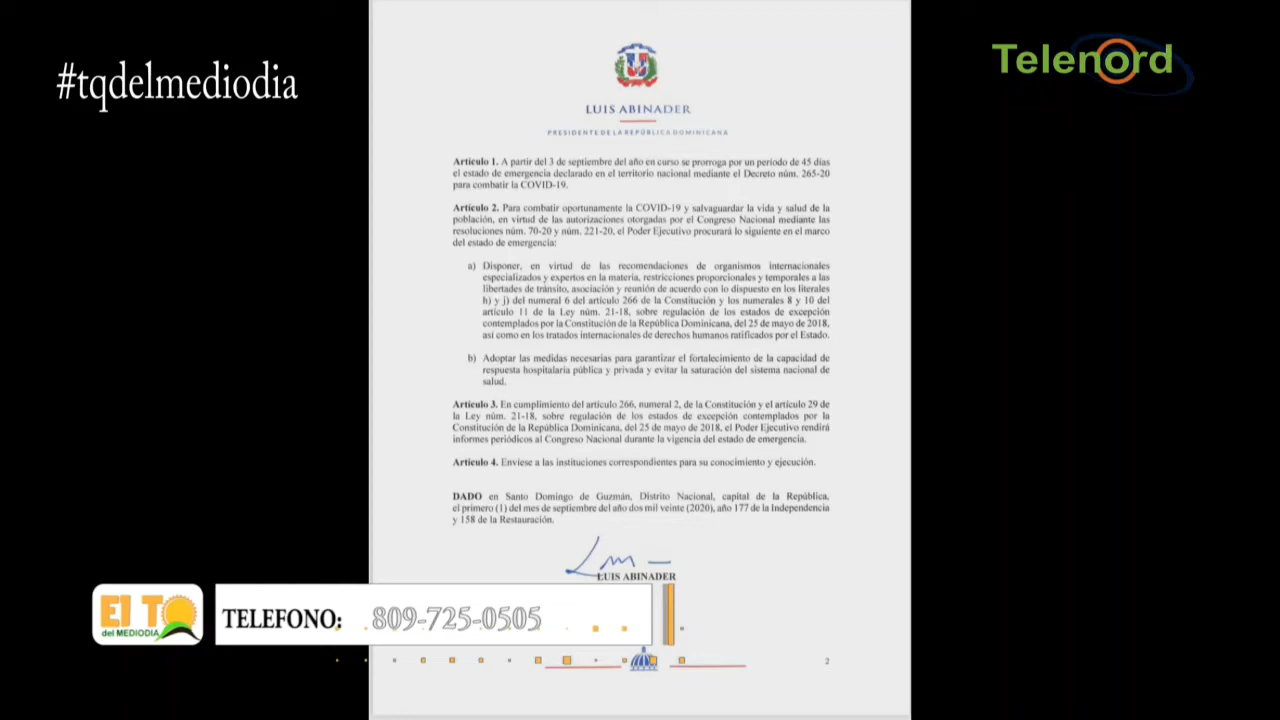 #tqdelmediodia
Telenord
LUIS ABINADER
PRESIDENTE DE LA REPÚBLICA DOMINICANA
Artículo 1. A partir del 3 de septiembre del año en curso se prorroga por un período de 45 días
el estado de emergencia declarado en el territorio nacional mediante el Decreto núm. 265-20
para combatir la COVID-19.
Artículo 2. Para combatir oportunamente la COVID-19 y salvaguardar la vida y salud de la
población, en virtud de las autorizaciones otorgadas por el Congreso Nacional mediante las
resoluciones núm. 70-20 y núm. 221-20, el Poder Ejecutivo procurará lo siguiente en el marco
del estado de emergencia:
a) Disponer, en virtud de las recomendaciones de organismos internacionales
especializados y expertos en la materia, restricciones proporcionales y temporales a las
libertades de tránsito, asociación y reunión de acuerdo con lo dispuesto en los literales
h) y j) del numeral 6 del artículo 266 de la Constitución y los numerales 8 y 10 del
artículo 11 de la Ley núm. 21-18, sobre regulación de los estados de excepción
contemplados por la Constitución de la República Dominicana, del 25 de mayo de 2018,
así como en los tratados internacionales de derechos humanos ratificados por el Estado.
b) Adoptar las medidas necesarias para garantizar el fortalecimiento de la capacidad de
respuesta hospitalaria pública y privada y evitar la saturación del sistema nacional de
salud.
Artículo 3. En cumplimiento del artículo 266, numeral 2, de la Constitución y el artículo 29 de
la Ley núm. 21-18, sobre regulación de los estados de excepción contemplados por la
Constitución de la República Dominicana, del 25 de mayo de 2018, el Poder Ejecutivo rendirá
informes periódicos al Congreso Nacional durante la vigencia del estado de emergencia.
Artículo 4. Envíese a las instituciones correspondientes para su conocimiento y ejecución.
DADO en Santo Domingo de Guzmán, Distrito Nacional, capital de la República,
el primero (1) del mes de septiembre del año dos mil veinte (2020), año 177 de la Independencia
y 158 de la Restauración.
LUIS ABINADER
El T
del MEDIODIA
TELEFONO: 809-725-0505
2